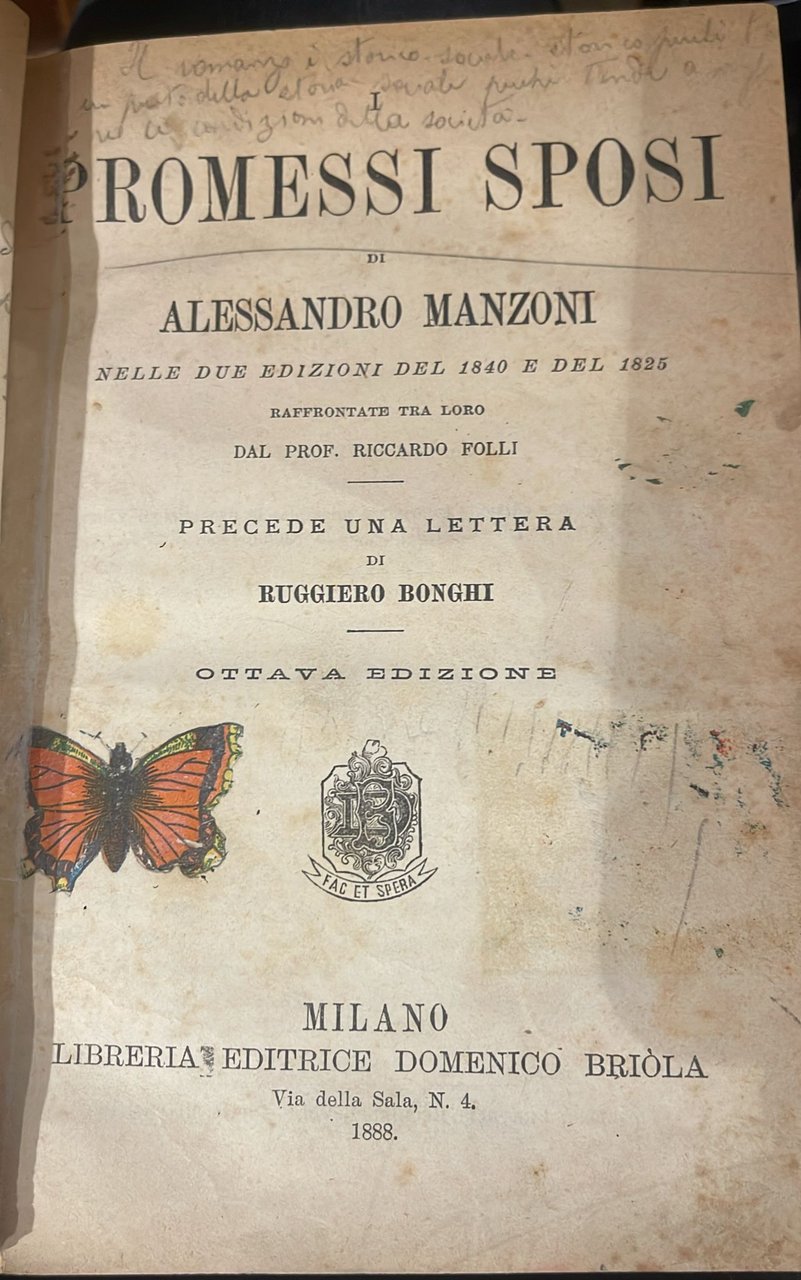 Il romanzo è storico-sociale. storico perchè
della storia sociale perchè tende a
le condizioni della società-
I
PROMESSI SPOSI
DI
ALESSANDRO MANZONI
NELLE DUE EDIZIONI DEL 1840 E DEL 1825
RAFFRONTATE TRA LORO
DAL PROF. RICCARDO FOLLI
PRECEDE UNA LETTERA
DI
RUGGIERO BONGHI
OTTAVA EDIZIONE
FAC ET SPERA
MILANO
LIBRERIA EDITRICE DOMENICO BRIÒLA
Via della Sala, N. 4.
1888.